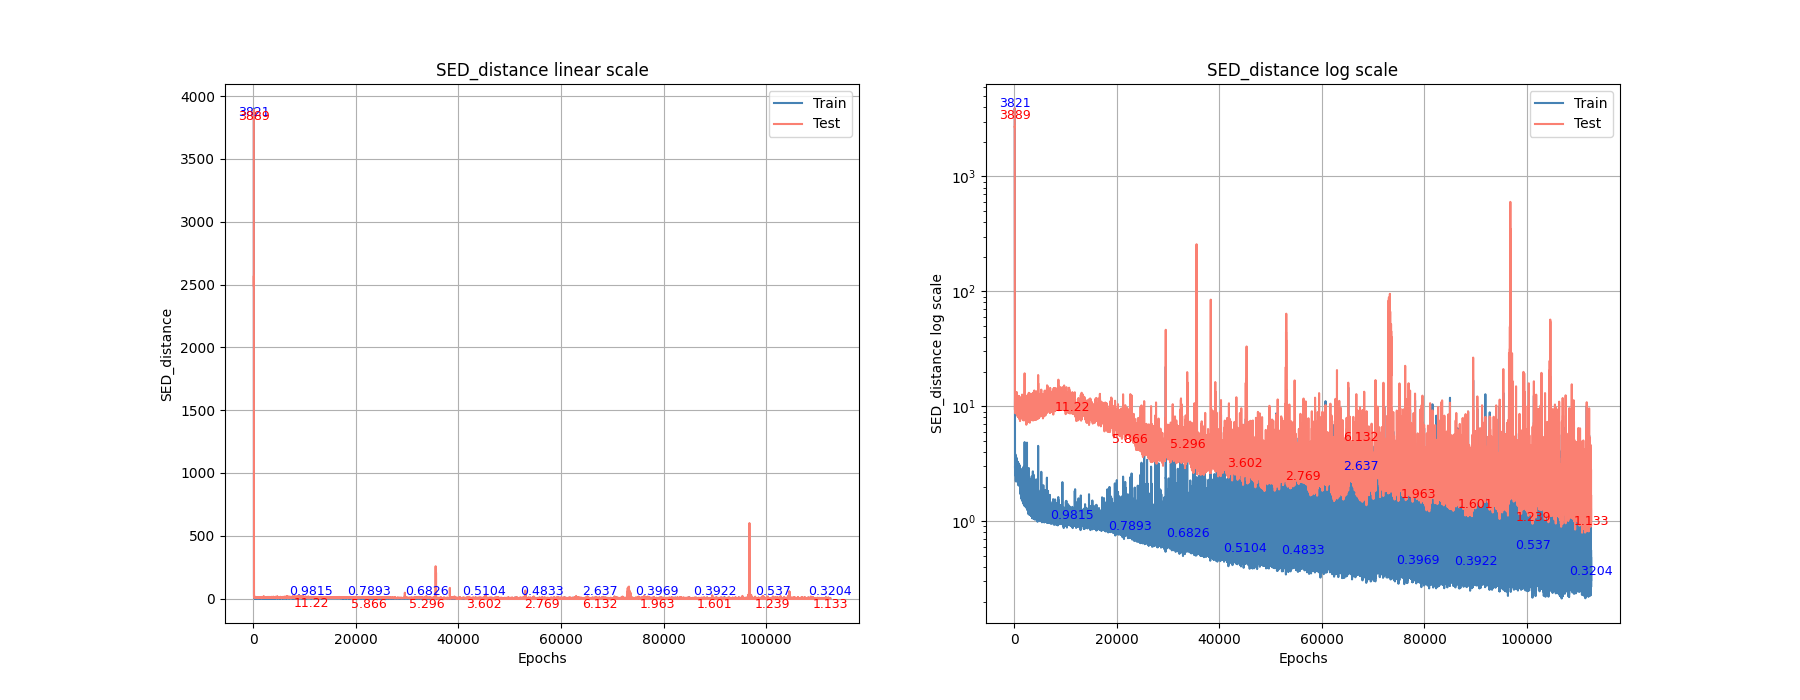 SED_distance linear scale
SED_distance
4000
3500
3000
2500
2000
1500
1000
500
0
3821
3889
Train
Test
0.9815 0.7893 0.6826 0.5104 0.4833 2.637 0.3969 0.3922 0.537 0.3204
11.22 5.866 5.296 3.602 2.769 6.132 1.963 1.601 1.239 1.133
0 20000 40000 60000 80000 100000
Epochs
SED_distance log scale
SED_distance log scale
10³
10²
10¹
10⁰
3821
3889
Train
Test
11.22 5.866 5.296 3.602 2.769 6.132 1.963 1.601 1.239 1.133
0.9815 0.7893 0.6826 0.5104 0.4833 2.637 0.3969 0.3922 0.537 0.3204
0 20000 40000 60000 80000 100000
Epochs